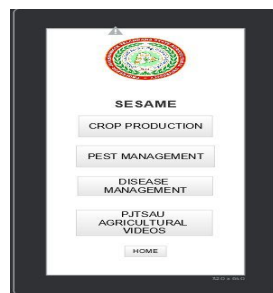 SESAME
CROP PRODUCTION
PEST MANAGEMENT
DISEASE
MANAGEMENT
PJTSAU
AGRICULTURAL
VIDEOS
HOME